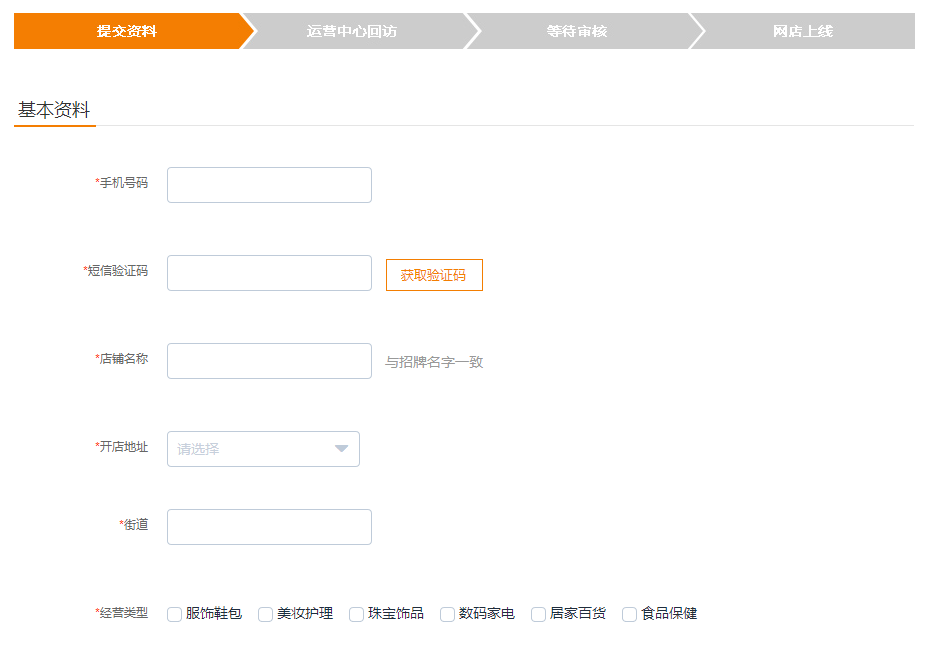 提交资料 运营中心回访 等待审核 网店上线
基本资料
*手机号码
*短信验证码 获取验证码
*店铺名称 与招牌名字一致
*开店地址 请选择
*街道
*经营类型 服饰鞋包 美妆护理 珠宝饰品 数码家电 居家百货 食品保健